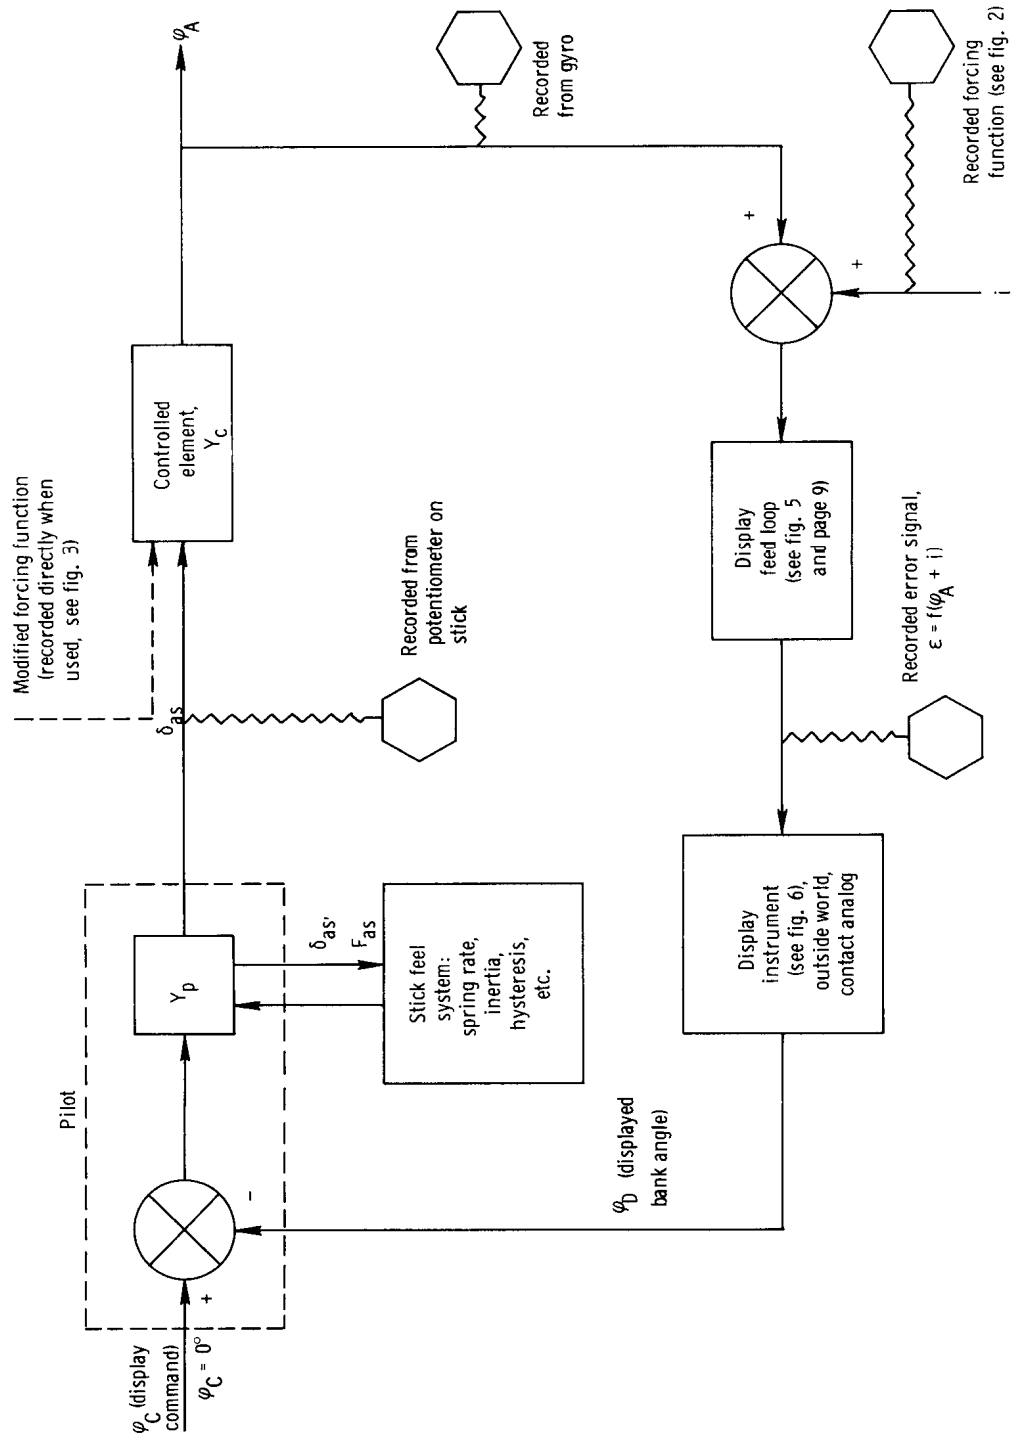 φ_C (display
command)
φ_C = 0°
+
-
Pilot
Y_p
δ_as,
F_as
Stick feel
system:
spring rate,
inertia,
hysteresis,
etc.
δ_as
Recorded from
potentiometer on
stick
Modified forcing function
(recorded directly when
used, see fig. 3)
Controlled
element,
Y_c
φ_A
Recorded
from gyro
+
+
i
Recorded forcing
function (see fig. 2)
Display
feed loop
(see fig. 5
and page 9)
Recorded error signal,
ε = f(φ_A + i)
Display
instrument
(see fig. 6),
outside world,
contact analog
φ_D (displayed
bank angle)